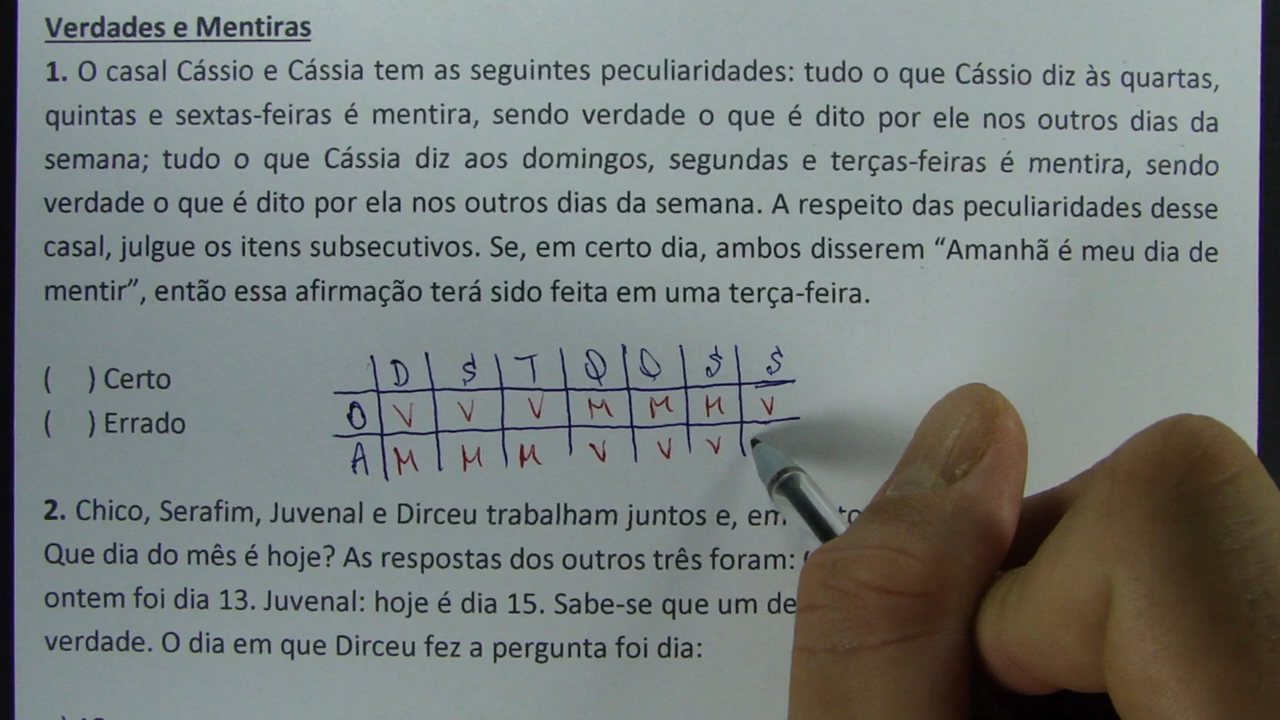 Verdades e Mentiras
1. O casal Cássio e Cássia tem as seguintes peculiaridades: tudo o que Cássio diz às quartas,
quintas e sextas-feiras é mentira, sendo verdade o que é dito por ele nos outros dias da
semana; tudo o que Cássia diz aos domingos, segundas e terças-feiras é mentira, sendo
verdade o que é dito por ela nos outros dias da semana. A respeito das peculiaridades desse
casal, julgue os itens subsecutivos. Se, em certo dia, ambos disserem “Amanhã é meu dia de
mentir”, então essa afirmação terá sido feita em uma terça-feira.
( ) Certo
( ) Errado
D S T Q Q S S
O V V V M M M V
A M M M V V V
2. Chico, Serafim, Juvenal e Dirceu trabalham juntos e,
Que dia do mês é hoje? As respostas dos outros três foram:
ontem foi dia 13. Juvenal: hoje é dia 15. Sabe-se que um de
verdade. O dia em que Dirceu fez a pergunta foi dia: